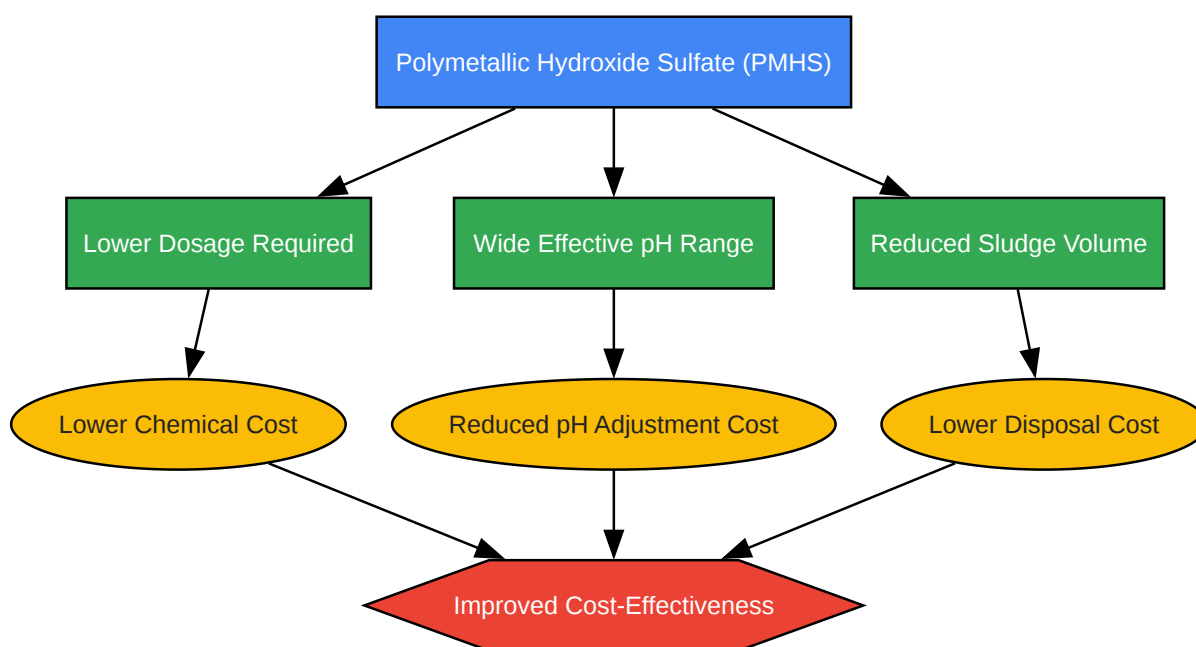 Polymetallic Hydroxide Sulfate (PMHS)
Lower Dosage Required
Wide Effective pH Range
Reduced Sludge Volume
Lower Chemical Cost
Reduced pH Adjustment Cost
Lower Disposal Cost
Improved Cost-Effectiveness